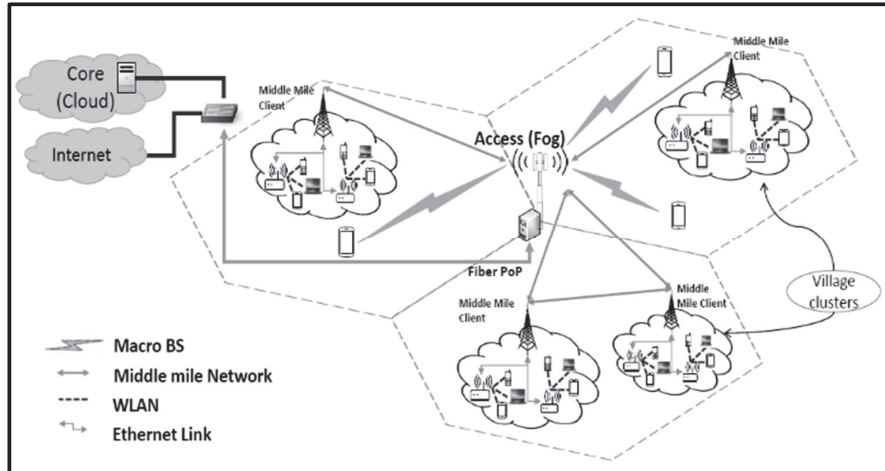 Core
(Cloud)
Internet
Middle Mile
Client
Access (Fog)
Middle Mile
Client
Fiber PoP
Middle Mile
Client
Middle
Mile Client
Village
clusters
Macro BS
Middle mile Network
WLAN
Ethernet Link